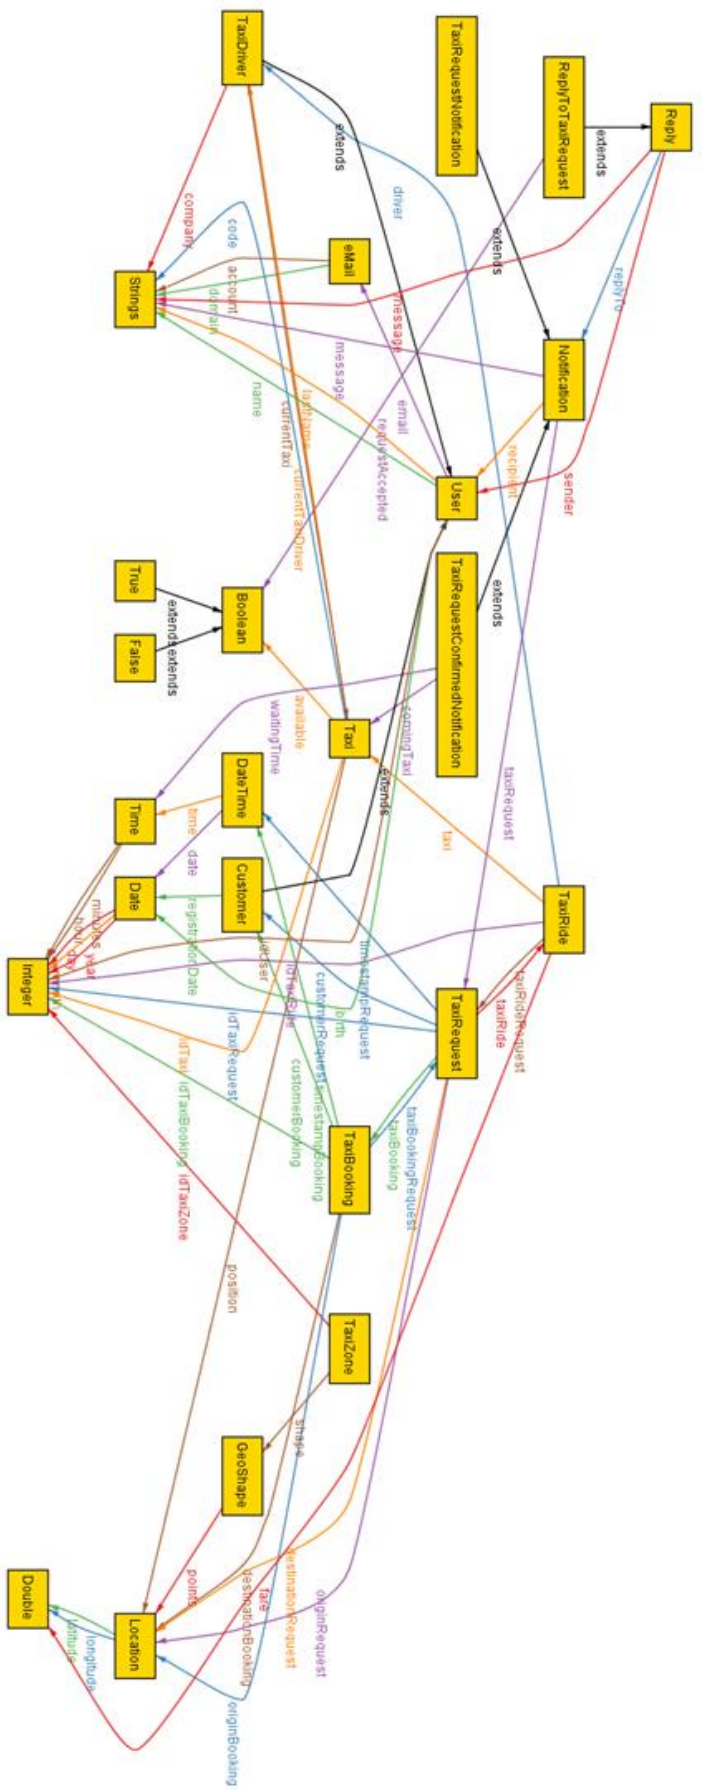 Reply
extends
ReplyToTaxiRequest
TaxiRequestNotification
TaxiDriver
extends
replyTo
Notification
sender
recipient
extends
driver
extends
company
code
eMail
account
domain
Strings
message
message
email
requestAccepted
name
lastName
currentTaxi
currentTaxiDriver
User
TaxiRequestConfirmedNotification
extends
True
False
Boolean
extends
extends
available
Taxi
comingTaxi
waitingTime
extends
taxiRequest
taxi
TaxiRide
DateTime
Time
time
date
Customer
Date
registrationDate
minutes
year
hour
day
Integer
idUser
idTaxiRide
birth
timestampRequest
customerRequest
idTaxiRequest
TaxiRequest
taxiRide
taxiRideRequest
idTaxi
idTaxiBooking
idTaxiZone
timestampBooking
customerBooking
TaxiBooking
taxiBooking
taxiBookingRequest
position
TaxiZone
shape
GeoShape
points
fare
destinationBooking
destinationRequest
originRequest
originBooking
Location
longitude
latitude
Double